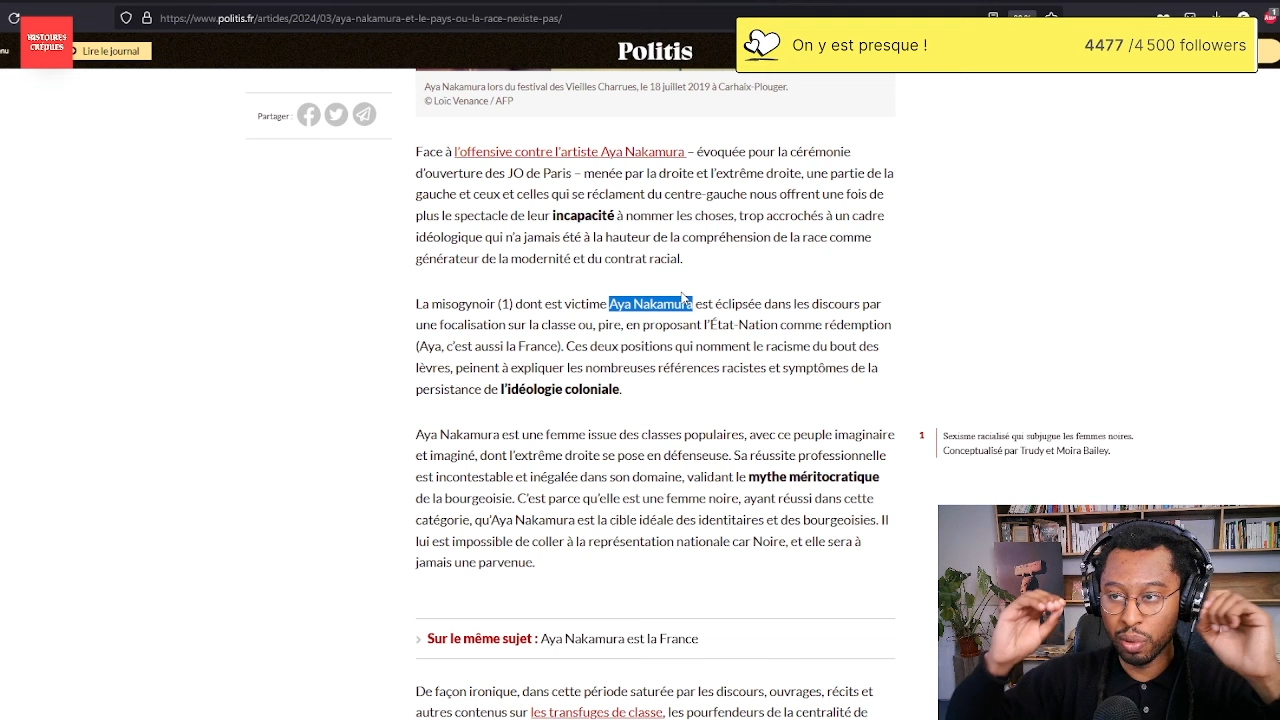 https://www.politis.fr/articles/2024/03/aya-nakamura-et-le-pays-ou-la-race-nexiste-pas/
HISTOIRES
CRÉPUES
nu
Lire le journal
Politis
On y est presque !
4477 /4 500 followers
Aya Nakamura lors du festival des Vieilles Charrues, le 18 juillet 2019 à Carhaix-Plouger.
© Loïc Venance / AFP
Partager :
Face à l'offensive contre l'artiste Aya Nakamura – évoquée pour la cérémonie
d'ouverture des JO de Paris – menée par la droite et l'extrême droite, une partie de la
gauche et ceux et celles qui se réclament du centre-gauche nous offrent une fois de
plus le spectacle de leur incapacité à nommer les choses, trop accrochés à un cadre
idéologique qui n'a jamais été à la hauteur de la compréhension de la race comme
générateur de la modernité et du contrat racial.
La misogynoir (1) dont est victime Aya Nakamura est éclipsée dans les discours par
une focalisation sur la classe ou, pire, en proposant l'État-Nation comme rédemption
(Aya, c'est aussi la France). Ces deux positions qui nomment le racisme du bout des
lèvres, peinent à expliquer les nombreuses références racistes et symptômes de la
persistance de l'idéologie coloniale.
Aya Nakamura est une femme issue des classes populaires, avec ce peuple imaginaire
et imaginé, dont l'extrême droite se pose en défenseuse. Sa réussite professionnelle
est incontestable et inégalée dans son domaine, validant le mythe méritocratique
de la bourgeoisie. C'est parce qu'elle est une femme noire, ayant réussi dans cette
catégorie, qu'Aya Nakamura est la cible idéale des identitaires et des bourgeoisies. Il
lui est impossible de coller à la représentation nationale car Noire, et elle sera à
jamais une parvenue.
1 Sexisme racialisé qui subjugue les femmes noires.
Conceptualisé par Trudy et Moira Bailey.
Sur le même sujet : Aya Nakamura est la France
De façon ironique, dans cette période saturée par les discours, ouvrages, récits et
autres contenus sur les transfuges de classe, les pourfendeurs de la centralité de